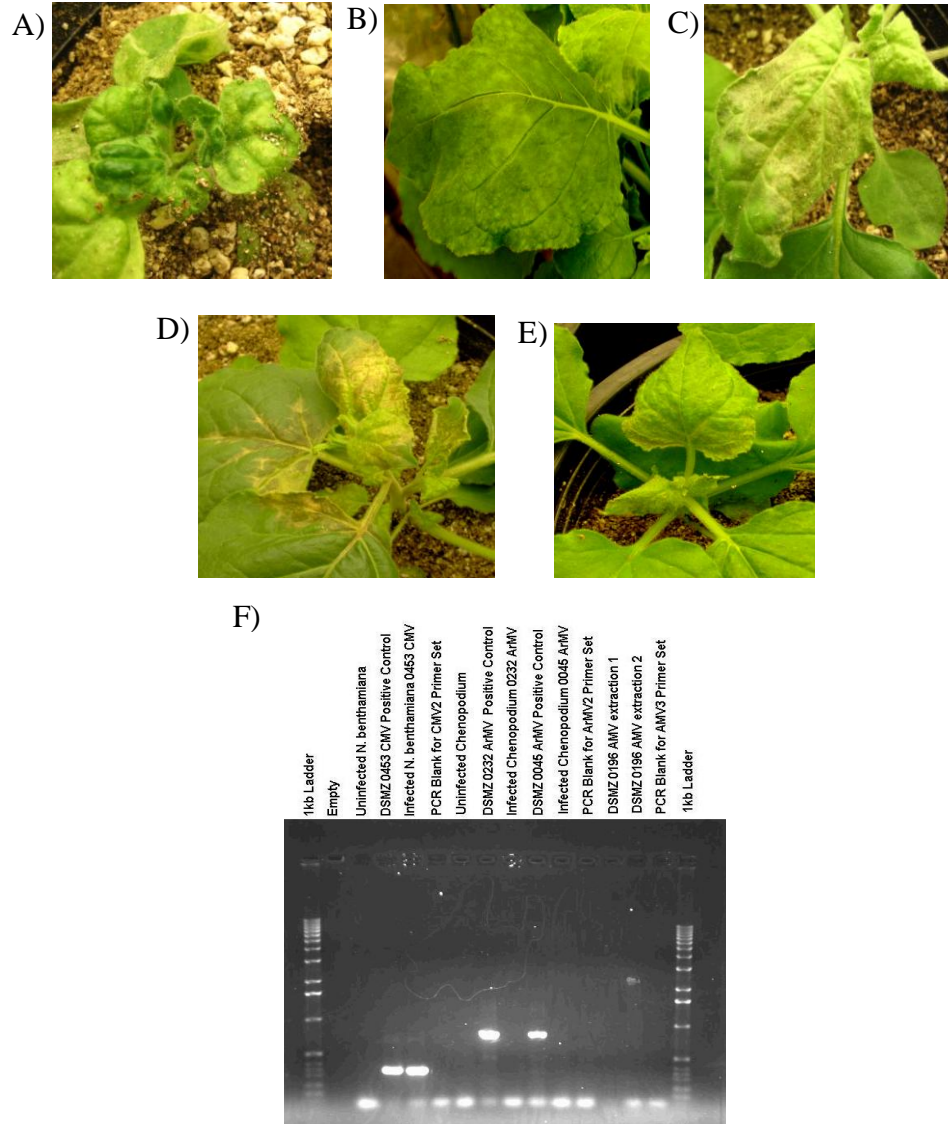 A)
B)
C)
D)
E)
F)
1kb Ladder
Empty
Uninfected N. benthamiana
DSMZ 0453 CMV Positive Control
Infected N. benthamiana 0453 CMV
PCR Blank for CMV2 Primer Set
Uninfected Chenopodium
DSMZ 0232 ArMV Positive Control
Infected Chenopodium 0232 ArMV
DSMZ 0045 ArMV Positive Control
Infected Chenopodium 0045 ArMV
PCR Blank for ArMV2 Primer Set
DSMZ 0196 AMV extraction 1
DSMZ 0196 AMV extraction 2
PCR Blank for AMV3 Primer Set
1kb Ladder